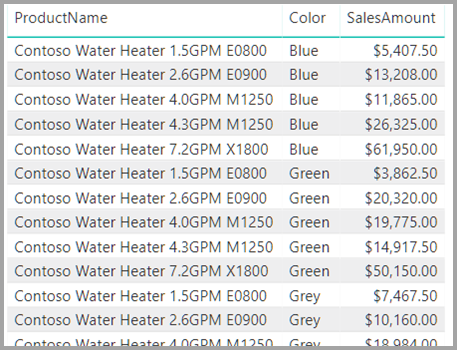 ProductName Color SalesAmount
Contoso Water Heater 1.5GPM E0800 Blue $5,407.50
Contoso Water Heater 2.6GPM E0900 Blue $13,208.00
Contoso Water Heater 4.0GPM M1250 Blue $11,865.00
Contoso Water Heater 4.3GPM M1250 Blue $26,325.00
Contoso Water Heater 7.2GPM X1800 Blue $61,950.00
Contoso Water Heater 1.5GPM E0800 Green $3,862.50
Contoso Water Heater 2.6GPM E0900 Green $20,320.00
Contoso Water Heater 4.0GPM M1250 Green $19,775.00
Contoso Water Heater 4.3GPM M1250 Green $14,917.50
Contoso Water Heater 7.2GPM X1800 Green $50,150.00
Contoso Water Heater 1.5GPM E0800 Grey $7,467.50
Contoso Water Heater 2.6GPM E0900 Grey $10,160.00
Contoso Water Heater 4.0GPM M1250 Grey $18,984.00